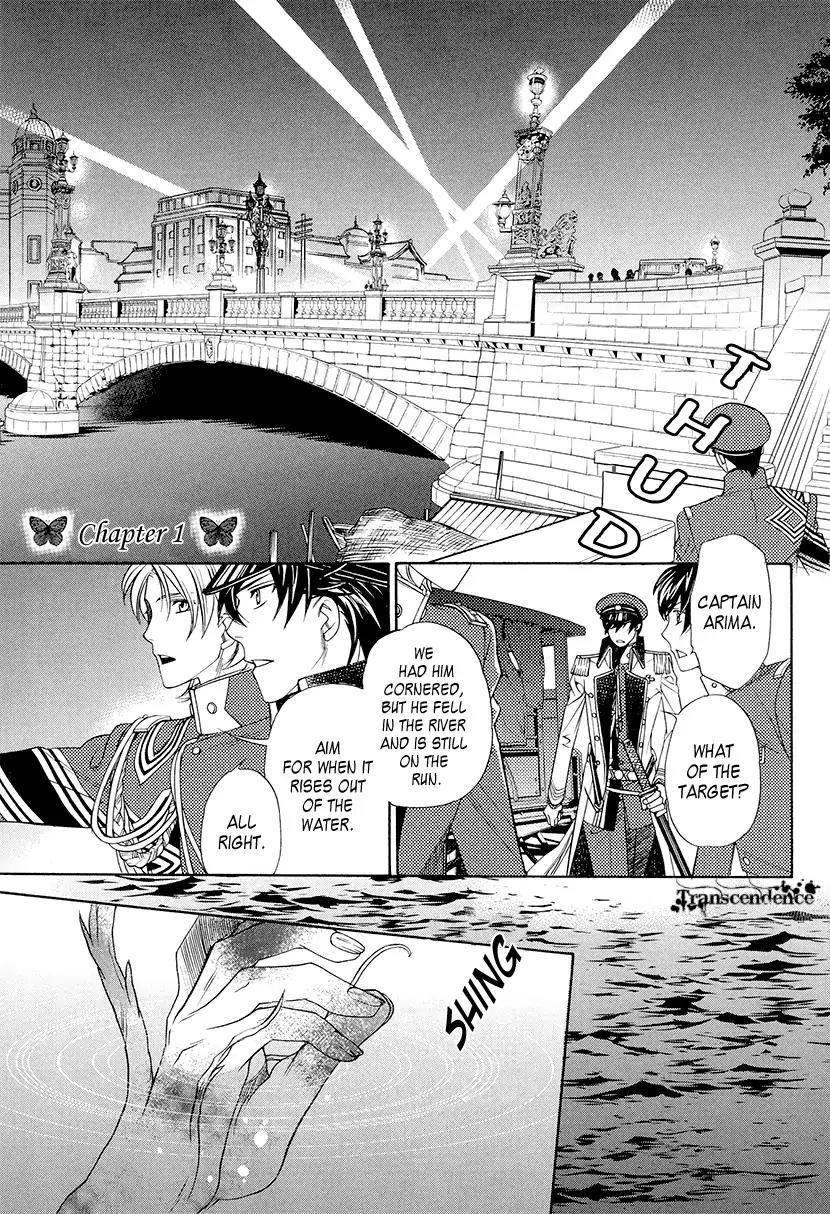 THUD
Chapter 1
CAPTAIN
ARIMA.
WHAT
OF THE
TARGET?
WE
HAD HIM
CORNERED,
BUT HE FELL
IN THE RIVER
AND IS STILL
ON THE
RUN.
AIM
FOR WHEN IT
RISES OUT
OF THE
WATER.
ALL
RIGHT.
Transcendence
SHING